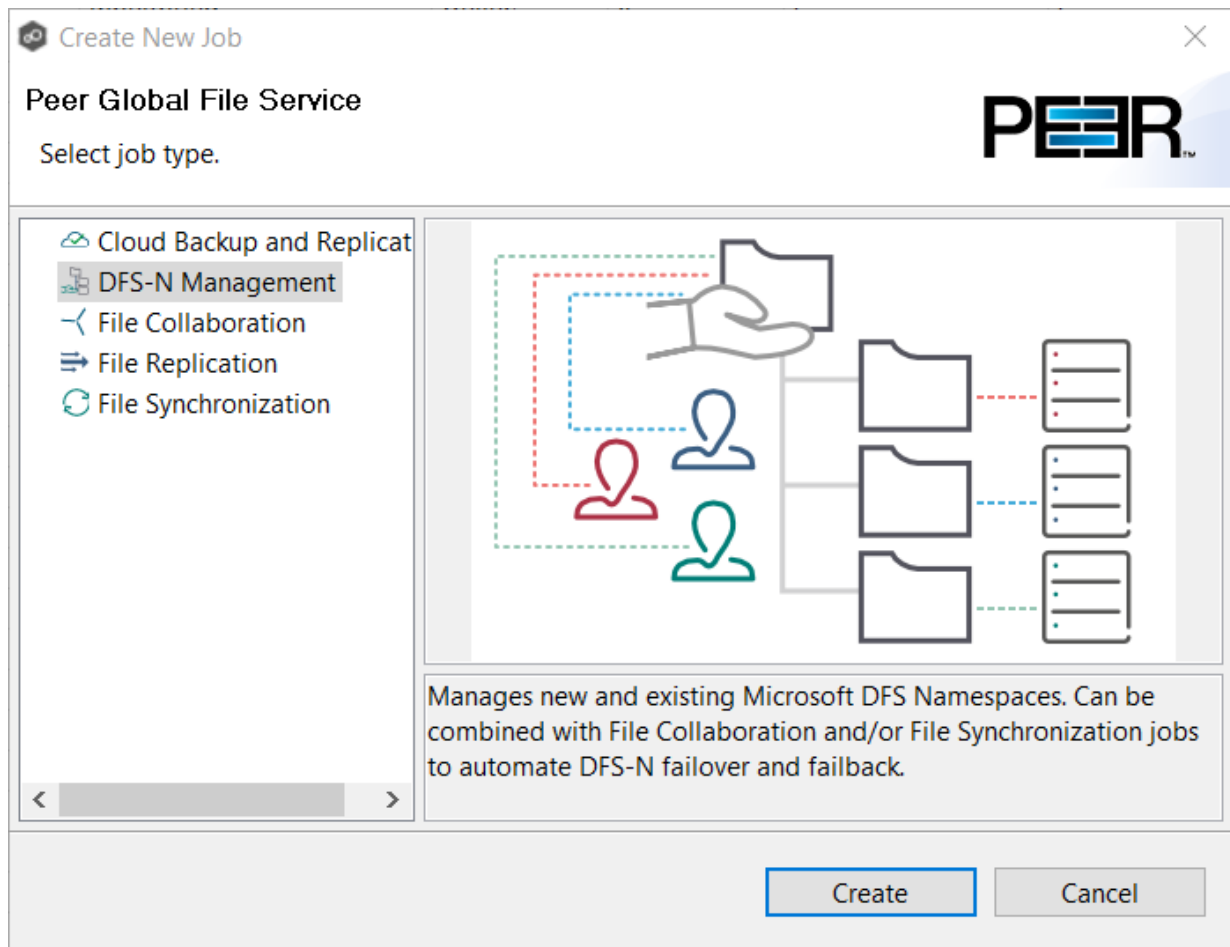 Create New Job
Peer Global File Service
Select job type.
PEER™
Cloud Backup and Replicat
DFS-N Management
File Collaboration
File Replication
File Synchronization
Manages new and existing Microsoft DFS Namespaces. Can be
combined with File Collaboration and/or File Synchronization jobs
to automate DFS-N failover and failback.
Create
Cancel